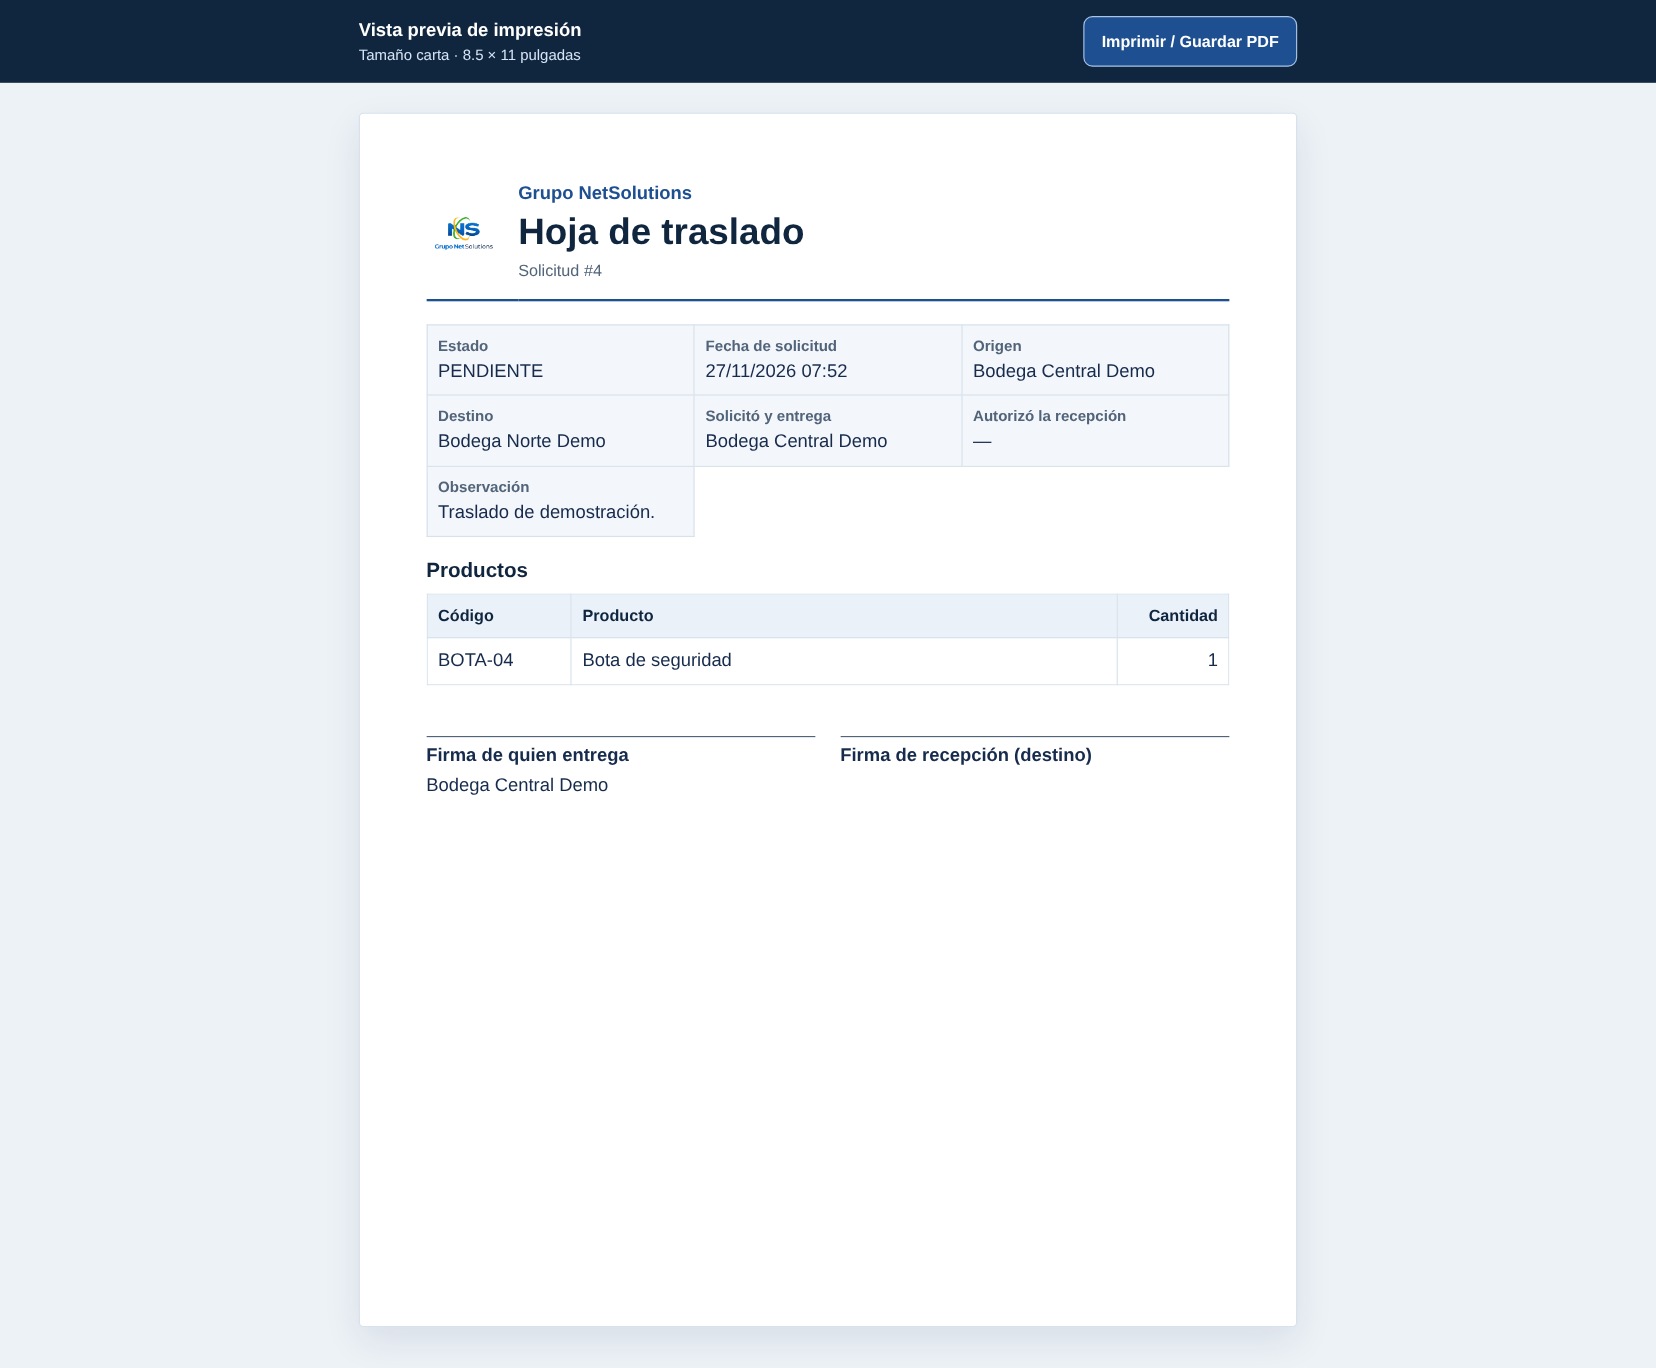 Vista previa de impresión
Tamaño carta · 8.5 × 11 pulgadas
Imprimir / Guardar PDF
Grupo NetSolutions
NS
Grupo NetSolutions
Hoja de traslado
Solicitud #4
Estado
PENDIENTE
Fecha de solicitud
27/11/2026 07:52
Origen
Bodega Central Demo
Destino
Bodega Norte Demo
Solicitó y entrega
Bodega Central Demo
Autorizó la recepción
—
Observación
Traslado de demostración.
Productos
Código Producto Cantidad
BOTA-04 Bota de seguridad 1
Firma de quien entrega
Bodega Central Demo
Firma de recepción (destino)